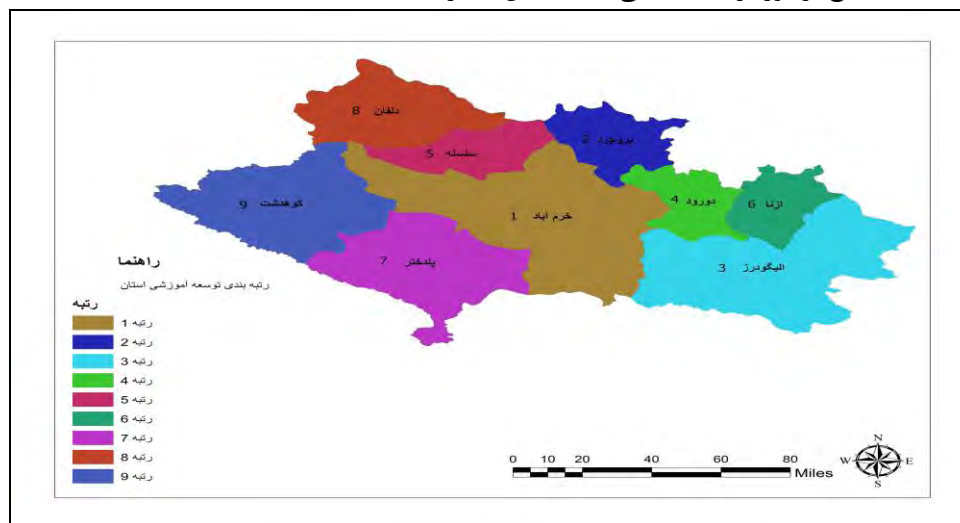 دلفان 8
بروجرد 2
سلسله 5
کوهدشت 9
خرم آباد 1
دورود 4
ازنا 6
پلدختر 7
الیگودرز 3
راهنما
رتبه بندی توسعه آموزشی استان
رتبه
رتبه 1
رتبه 2
رتبه 3
رتبه 4
رتبه 5
رتبه 6
رتبه 7
رتبه 8
رتبه 9
N
W E
S
0 10 20 40 60 80
Miles